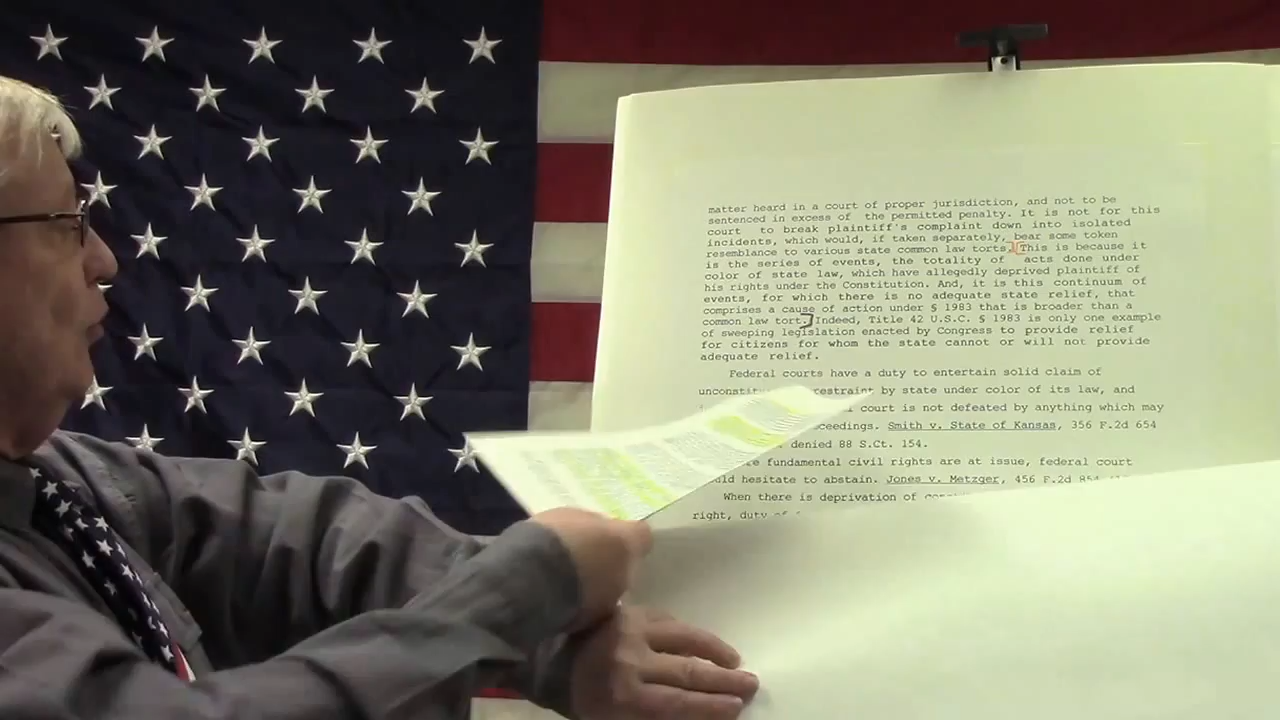 matter heard in a court of proper jurisdiction, and not to be
sentenced in excess of the permitted penalty. It is not for this
court to break plaintiff's complaint down into isolated
incidents, which would, if taken separately, bear some token
resemblance to various state common law torts. This is because it
is the series of events, the totality of acts done under
color of state law, which have allegedly deprived plaintiff of
his rights under the Constitution. And, it is this continuum of
events, for which there is no adequate state relief, that
comprises a cause of action under § 1983 that is broader than a
common law tort. Indeed, Title 42 U.S.C. § 1983 is only one example
of sweeping legislation enacted by Congress to provide relief
for citizens for whom the state cannot or will not provide
adequate relief.
Federal courts have a duty to entertain solid claim of
restraint by state under color of its law, and
court is not defeated by anything which may
Smith v. State of Kansas, 356 F.2d 654
denied 88 S.Ct. 154.
fundamental civil rights are at issue, federal court
hesitate to abstain. Jones v. Metzger, 456 F.2d 854
When there is deprivation of
right, duty